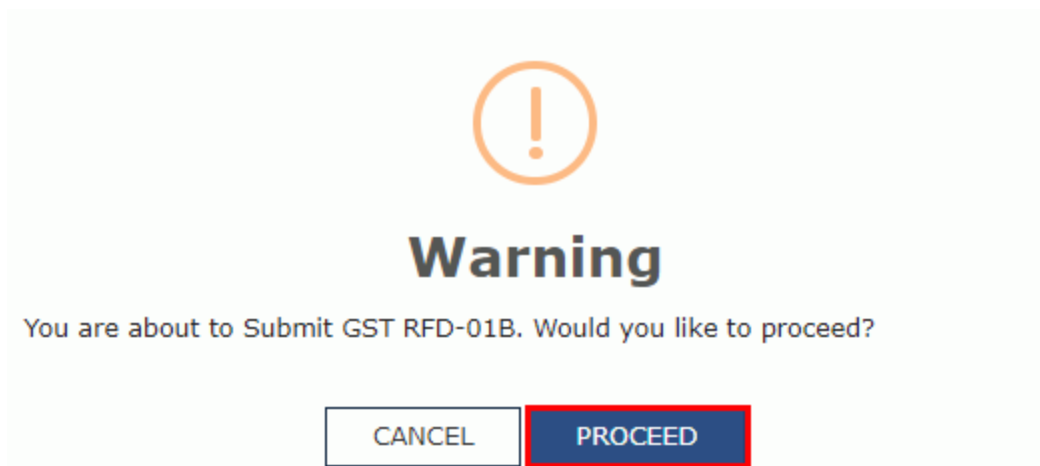 Warning
You are about to Submit GST RFD-01B. Would you like to proceed?
CANCEL PROCEED